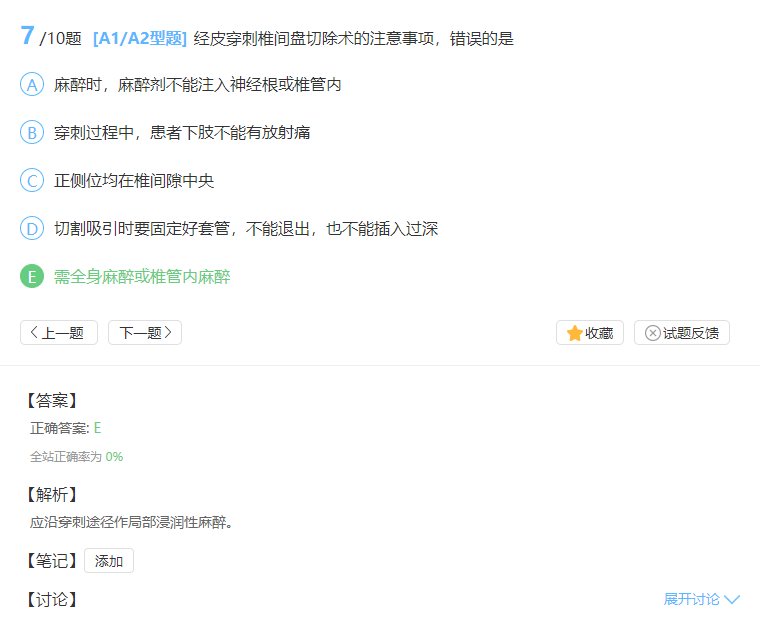 7 /10题 [A1/A2型题] 经皮穿刺椎间盘切除术的注意事项，错误的是
A 麻醉时，麻醉剂不能注入神经根或椎管内
B 穿刺过程中，患者下肢不能有放射痛
C 正侧位均在椎间隙中央
D 切割吸引时要固定好套管，不能退出，也不能插入过深
E 需全身麻醉或椎管内麻醉
上一题 下一题 收藏 试题反馈
【答案】
正确答案: E
全站正确率为 0%
【解析】
应沿穿刺途径作局部浸润性麻醉。
【笔记】 添加
【讨论】 展开讨论